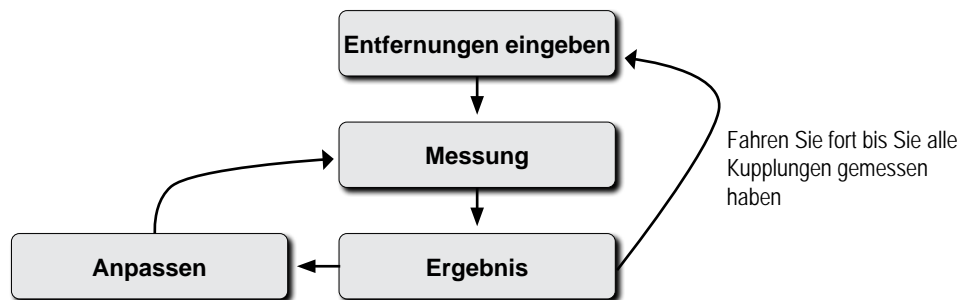 Entfernungen eingeben
Messung
Fahren Sie fort bis Sie alle
Kupplungen gemessen
haben
Anpassen
Ergebnis